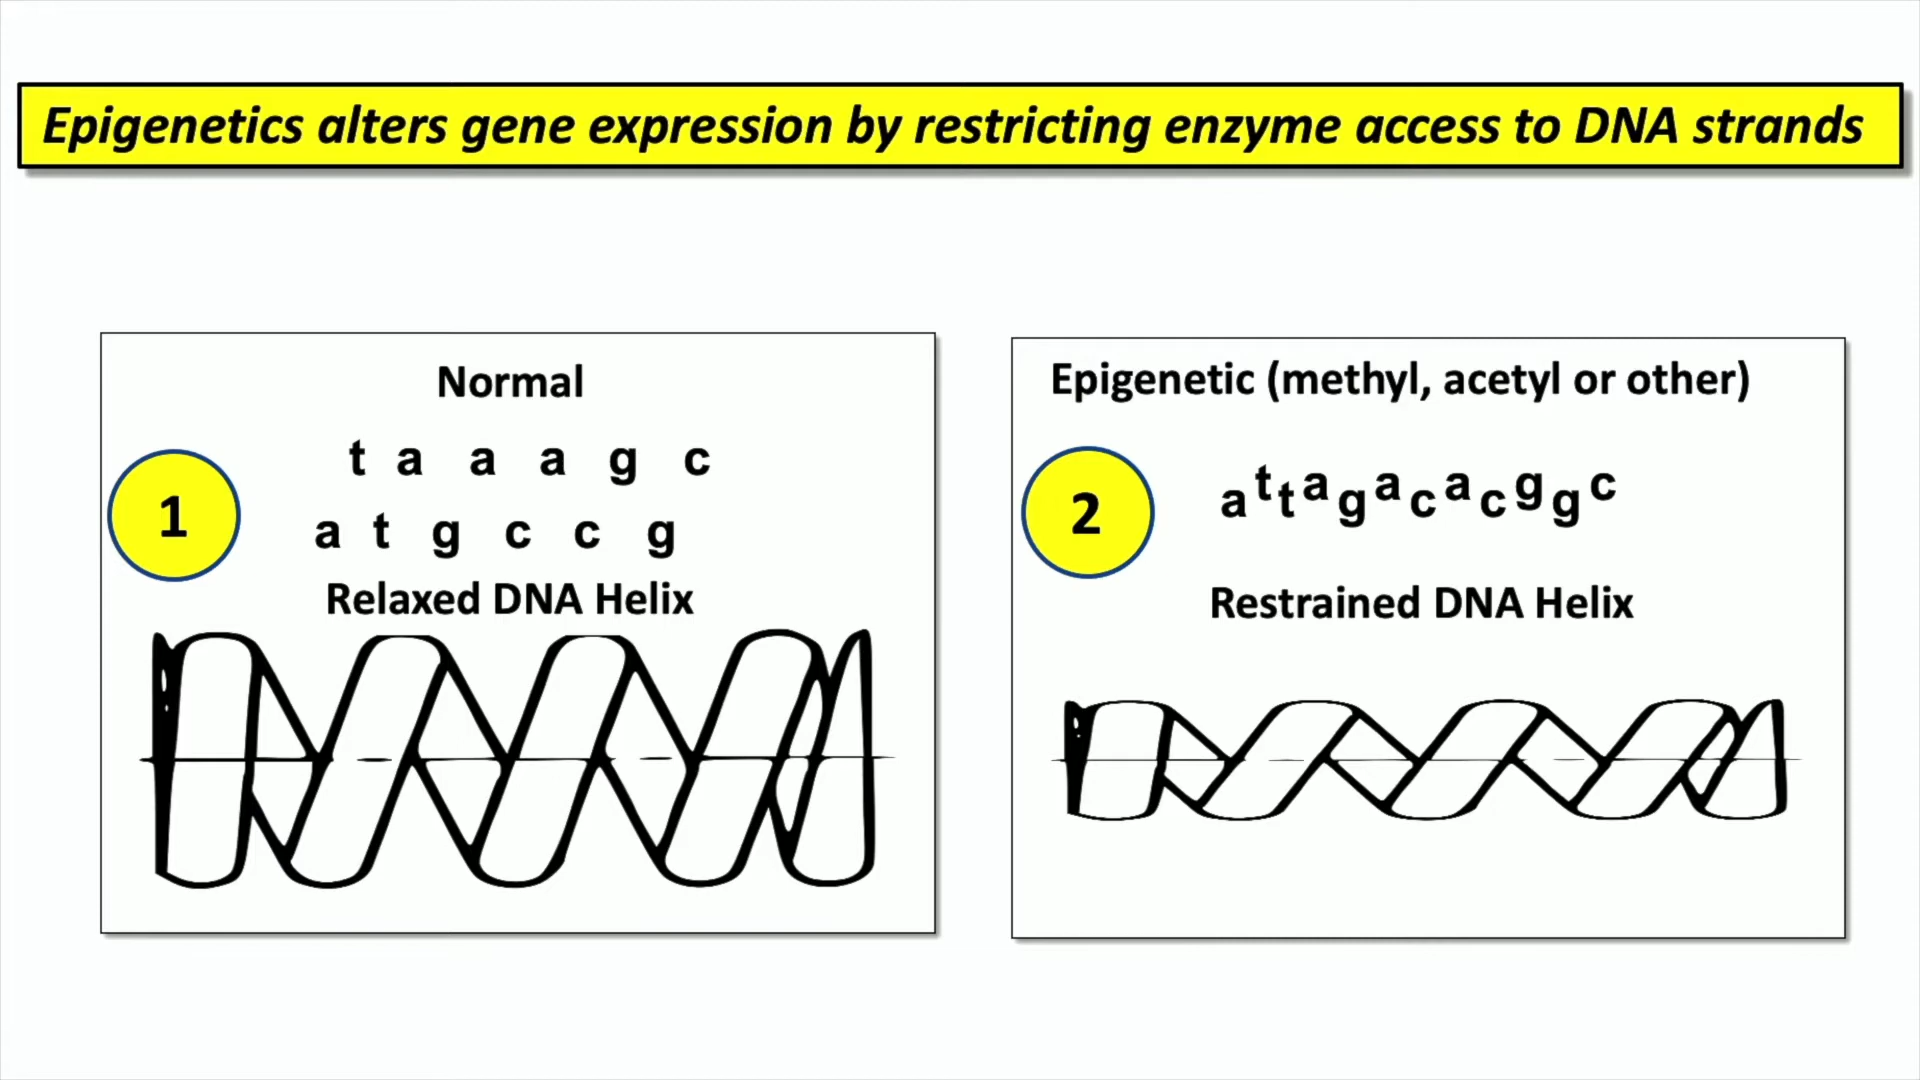 Epigenetics alters gene expression by restricting enzyme access to DNA strands
Normal
1
t a a a g c
a t g c c g
Relaxed DNA Helix
Epigenetic (methyl, acetyl or other)
2
attagacacggc
Restrained DNA Helix